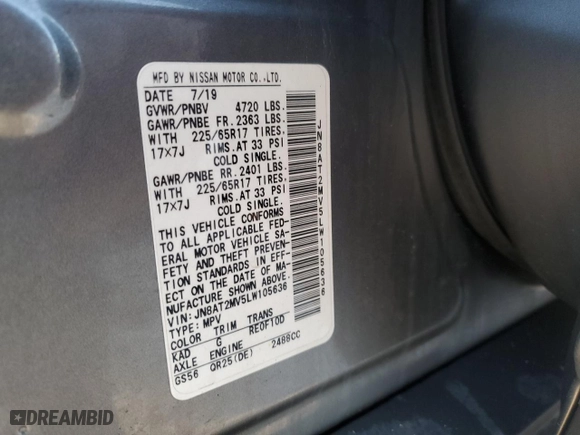 MFD BY NISSAN MOTOR CO.,LTD.
DATE 7/19
GVWR/PNBV 4720 LBS.
GAWR/PNBE FR. 2363 LBS.
WITH 225/65R17 TIRES.
17×7J RIMS. AT 33 PSI
COLD SINGLE.
GAWR/PNBE RR. 2401 LBS.
WITH 225/65R17 TIRES.
17×7J RIMS. AT 33 PSI
COLD SINGLE.
THIS VEHICLE CONFORMS
TO ALL APPLICABLE FED-
ERAL MOTOR VEHICLE SA-
FETY AND THEFT PREVEN-
TION STANDARDS IN EFF-
ECT ON THE DATE OF MA-
NUFACTURE SHOWN ABOVE.
VIN: JN8AT2MV5LW105636
TYPE: MPV
COLOR TRIM TRANS
KAD G RE0F10D
AXLE ENGINE
GS56 QR25(DE) 2488CC
JN8AT2MV5LW105636
DREAMBID